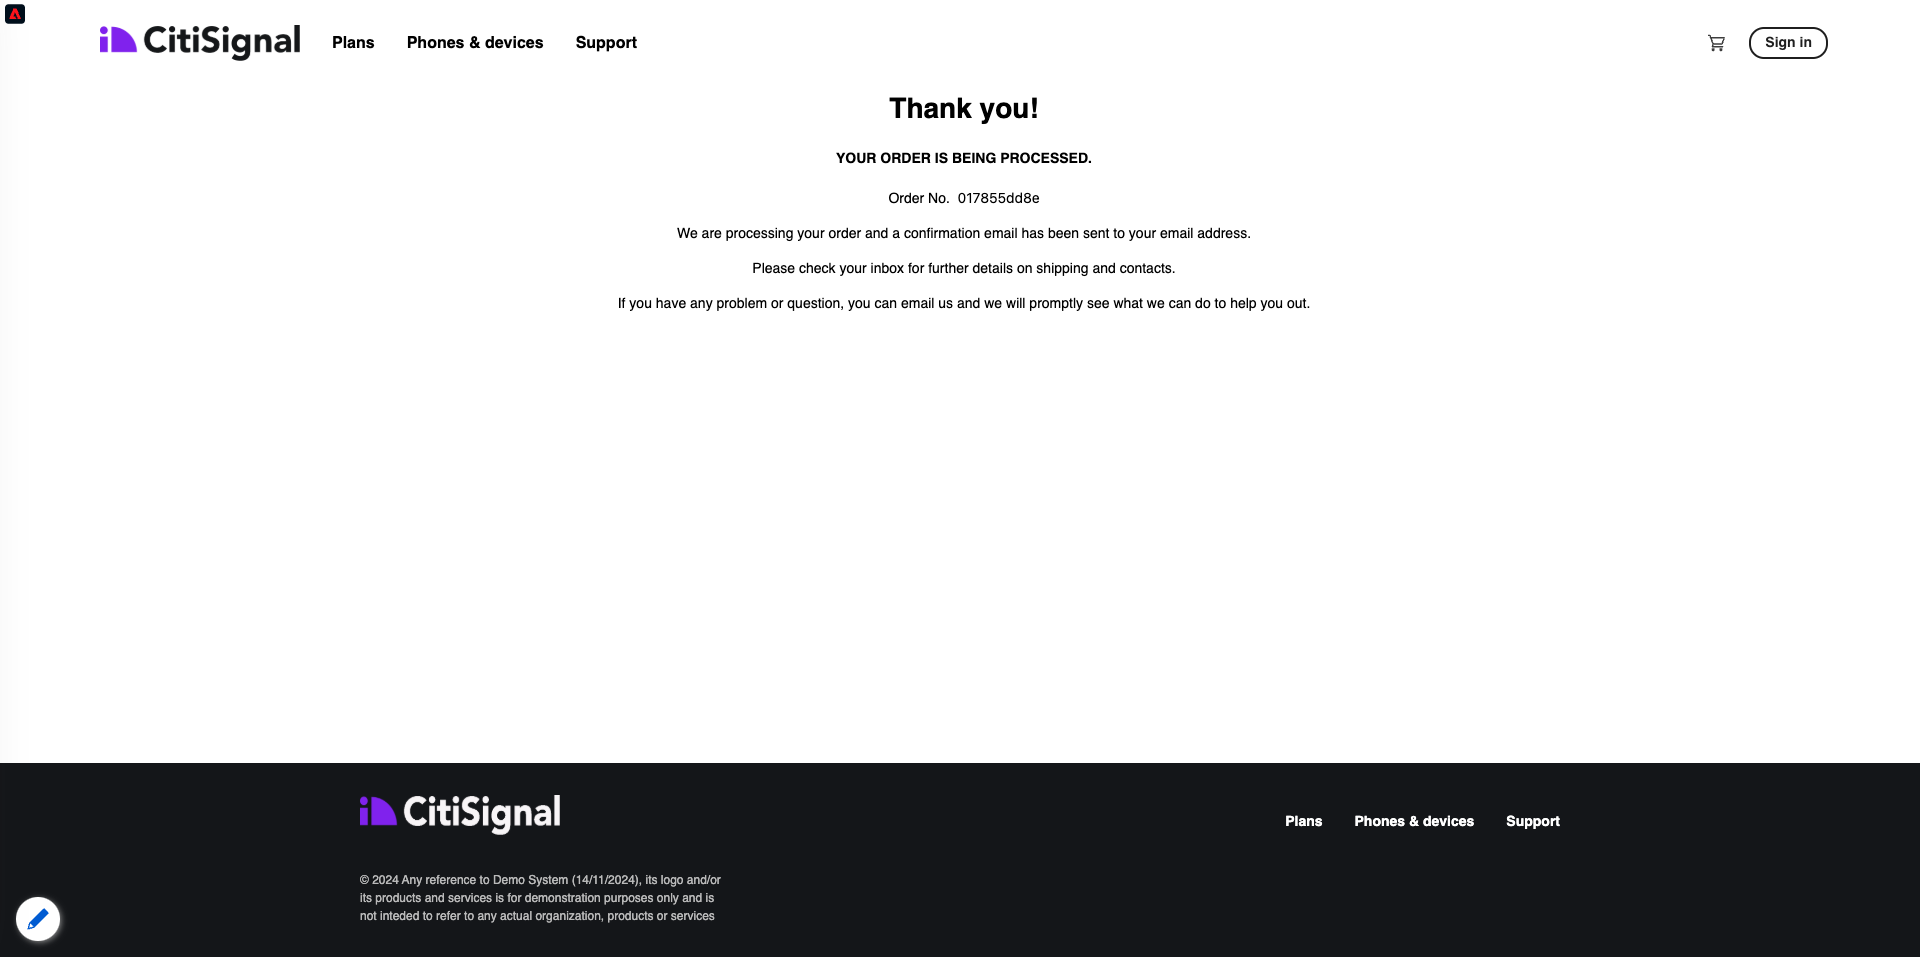 CitiSignal
Plans
Phones & devices
Support
Sign in
Thank you!
YOUR ORDER IS BEING PROCESSED.
Order No. 017855dd8e
We are processing your order and a confirmation email has been sent to your email address.
Please check your inbox for further details on shipping and contacts.
If you have any problem or question, you can email us and we will promptly see what we can do to help you out.
CitiSignal
Plans
Phones & devices
Support
© 2024 Any reference to Demo System (14/11/2024), its logo and/or
its products and services is for demonstration purposes only and is
not inteded to refer to any actual organization, products or services